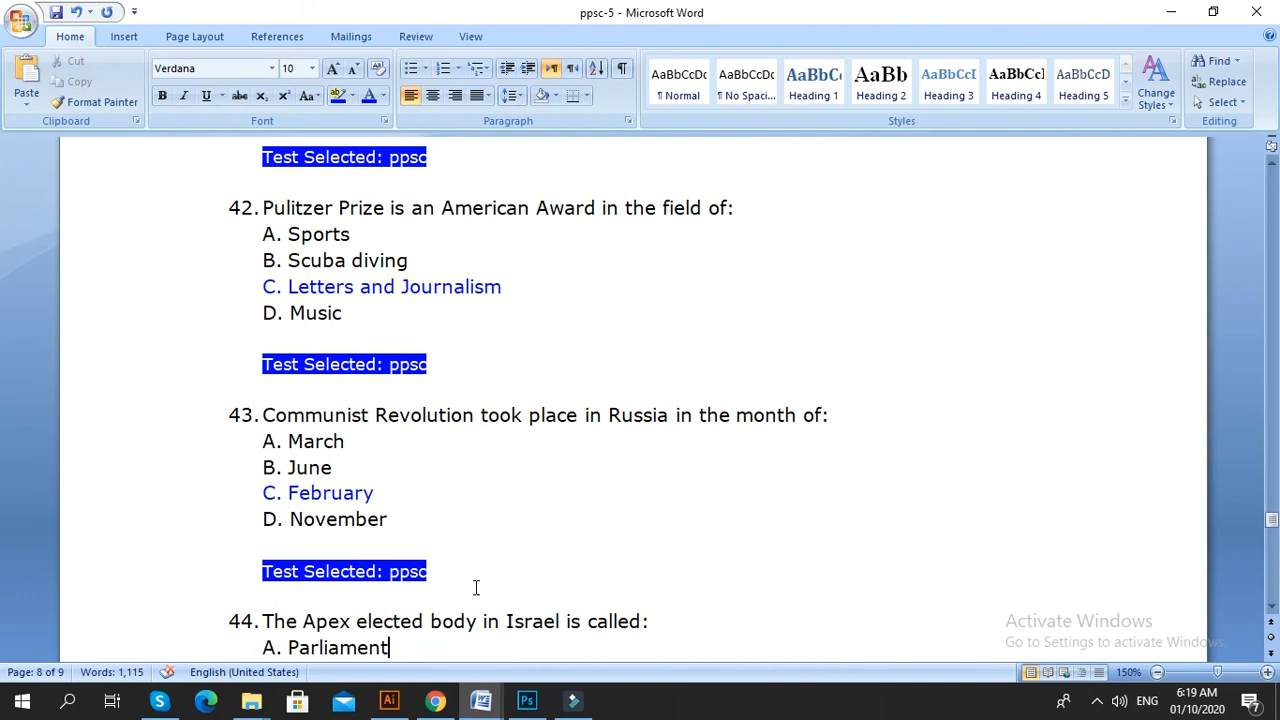 ppsc-5 - Microsoft Word
Home Insert Page Layout References Mailings Review View
Paste
Cut
Copy
Format Painter
Clipboard
Verdana 10
Font
Paragraph
AaBbCcDc AaBbCcDc AaBbC AaBb AaBbCcI AaBbCcI AaBbCcD
¶ Normal ¶ No Spaci... Heading 1 Heading 2 Heading 3 Heading 4 Heading 5
Change Styles
Styles
Find
Replace
Select
Editing
Test Selected: ppsc
42. Pulitzer Prize is an American Award in the field of:
A. Sports
B. Scuba diving
C. Letters and Journalism
D. Music
Test Selected: ppsc
43. Communist Revolution took place in Russia in the month of:
A. March
B. June
C. February
D. November
Test Selected: ppsc
44. The Apex elected body in Israel is called:
A. Parliament
Activate Windows
Go to Settings to activate Windows.
Page: 8 of 9 Words: 1,115 English (United States) 150%
ENG 6:19 AM
01/10/2020